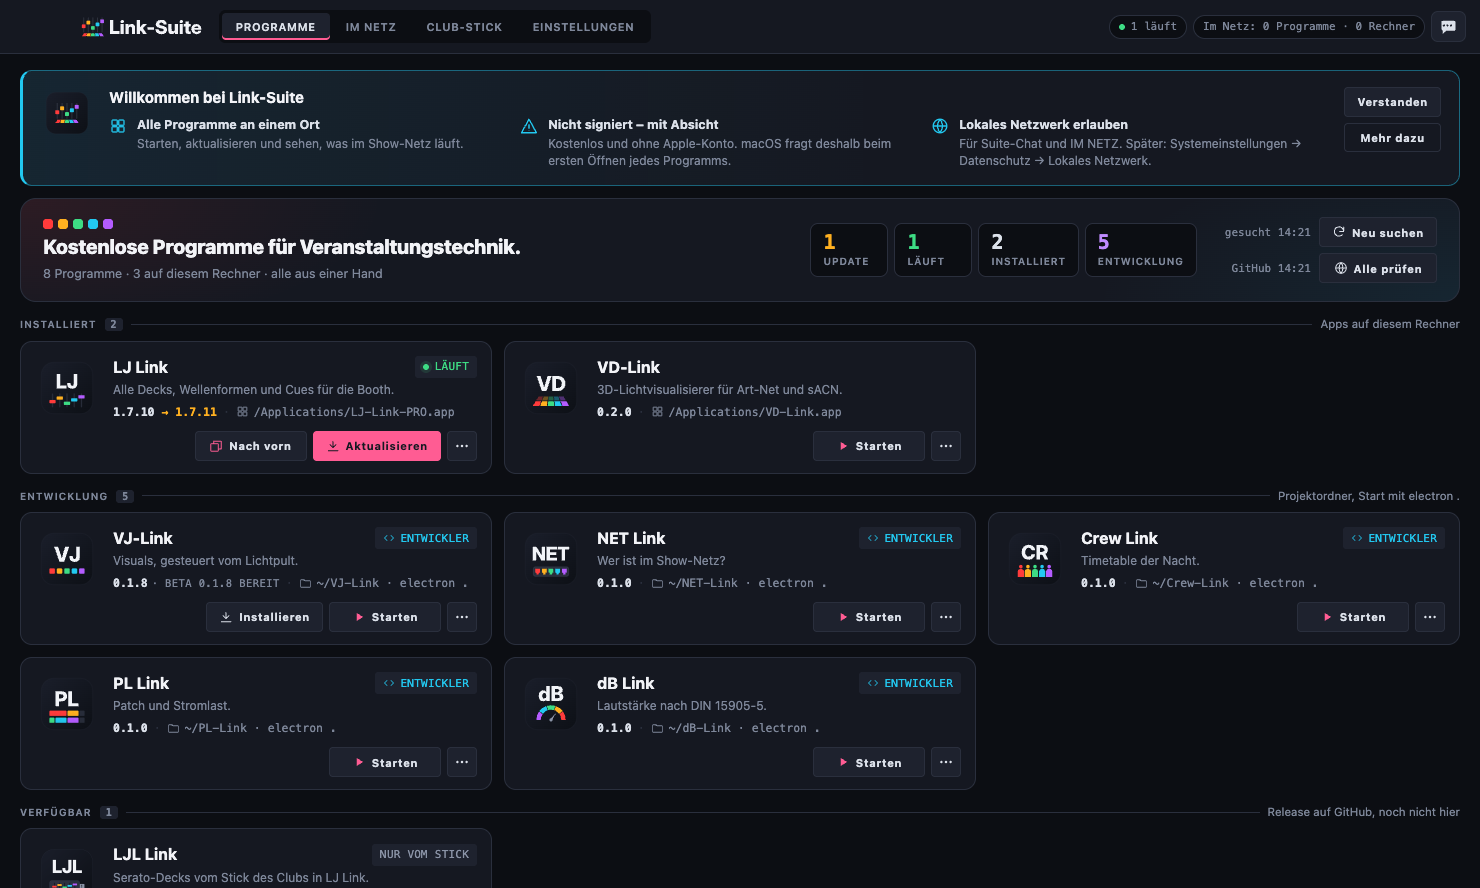 Link-Suite
PROGRAMME
IM NETZ
CLUB-STICK
EINSTELLUNGEN
1 läuft
Im Netz: 0 Programme · 0 Rechner
Willkommen bei Link-Suite
Alle Programme an einem Ort
Starten, aktualisieren und sehen, was im Show-Netz läuft.
Nicht signiert – mit Absicht
Kostenlos und ohne Apple-Konto. macOS fragt deshalb beim
ersten Öffnen jedes Programms.
Lokales Netzwerk erlauben
Für Suite-Chat und IM NETZ. Später: Systemeinstellungen →
Datenschutz → Lokales Netzwerk.
Verstanden
Mehr dazu
Kostenlose Programme für Veranstaltungstechnik.
8 Programme · 3 auf diesem Rechner · alle aus einer Hand
1
UPDATE
1
LÄUFT
2
INSTALLIERT
5
ENTWICKLUNG
gesucht 14:21
Neu suchen
GitHub 14:21
Alle prüfen
INSTALLIERT 2
Apps auf diesem Rechner
LJ
LJ Link
LÄUFT
Alle Decks, Wellenformen und Cues für die Booth.
1.7.10 → 1.7.11 · /Applications/LJ-Link-PRO.app
Nach vorn
Aktualisieren
···
VD
VD-Link
3D-Lichtvisualisierer für Art-Net und sACN.
0.2.0 · /Applications/VD-Link.app
Starten
···
ENTWICKLUNG 5
Projektordner, Start mit electron .
VJ
VJ-Link
<> ENTWICKLER
Visuals, gesteuert vom Lichtpult.
0.1.8 · BETA 0.1.8 BEREIT · ~/VJ-Link · electron .
Installieren
Starten
···
NET
NET Link
<> ENTWICKLER
Wer ist im Show-Netz?
0.1.0 · ~/NET-Link · electron .
Starten
···
CR
Crew Link
<> ENTWICKLER
Timetable der Nacht.
0.1.0 · ~/Crew-Link · electron .
Starten
···
PL
PL Link
<> ENTWICKLER
Patch und Stromlast.
0.1.0 · ~/PL-Link · electron .
Starten
···
dB
dB Link
<> ENTWICKLER
Lautstärke nach DIN 15905-5.
0.1.0 · ~/dB-Link · electron .
Starten
···
VERFÜGBAR 1
Release auf GitHub, noch nicht hier
LJL
LJL Link
NUR VOM STICK
Serato-Decks vom Stick des Clubs in LJ Link.